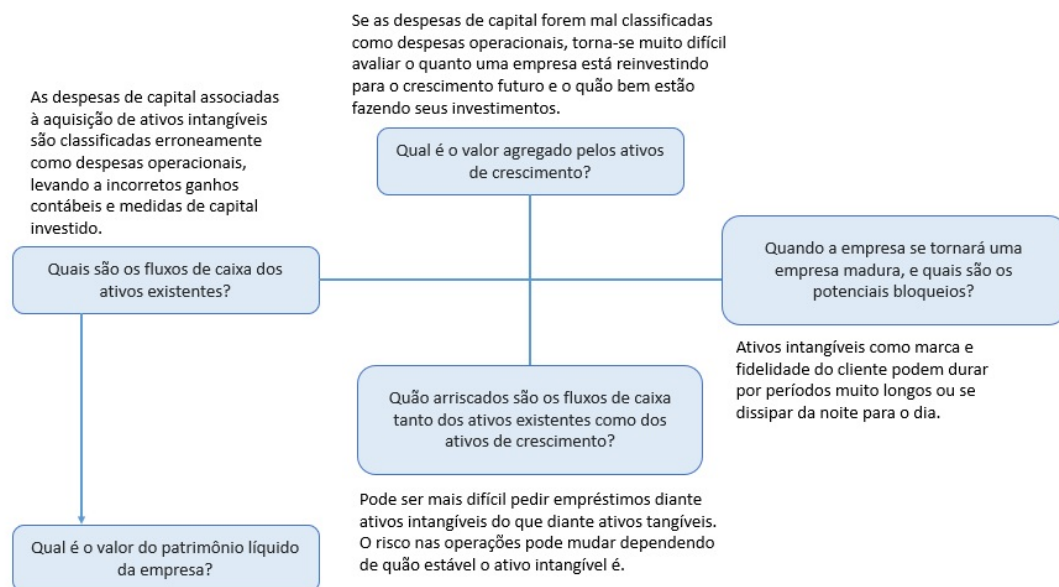 Se as despesas de capital forem mal classificadas
como despesas operacionais, torna-se muito difícil
avaliar o quanto uma empresa está reinvestindo
para o crescimento futuro e o quão bem estão
fazendo seus investimentos.
As despesas de capital associadas
à aquisição de ativos intangíveis
são classificadas erroneamente
como despesas operacionais,
levando a incorretos ganhos
contábeis e medidas de capital
investido.
Qual é o valor agregado pelos ativos
de crescimento?
Quais são os fluxos de caixa dos
ativos existentes?
Quando a empresa se tornará uma
empresa madura, e quais são os
potenciais bloqueios?
Ativos intangíveis como marca e
fidelidade do cliente podem durar
por períodos muito longos ou se
dissipar da noite para o dia.
Quão arriscados são os fluxos de caixa
tanto dos ativos existentes como dos
ativos de crescimento?
Pode ser mais difícil pedir empréstimos diante
ativos intangíveis do que diante ativos tangíveis.
O risco nas operações pode mudar dependendo
de quão estável o ativo intangível é.
Qual é o valor do patrimônio líquido
da empresa?